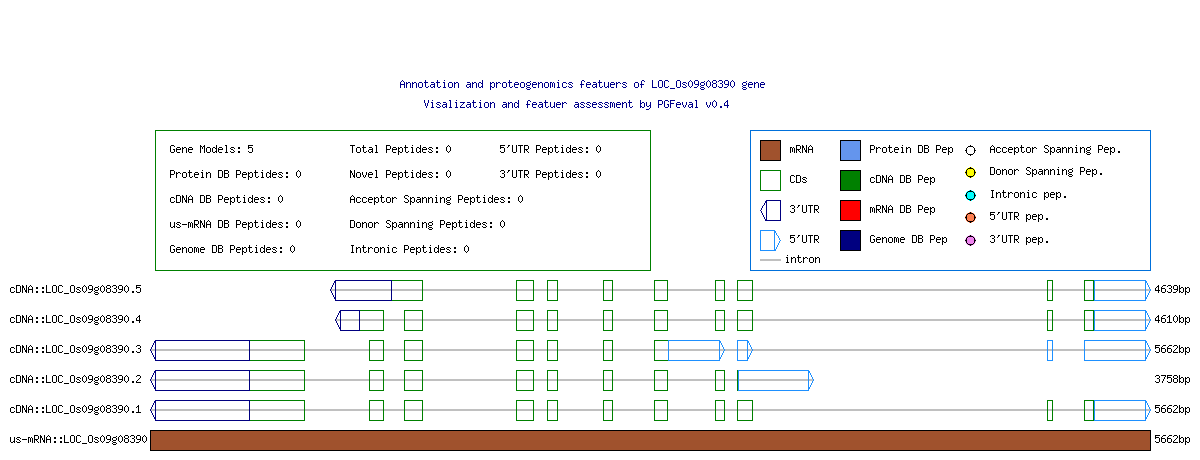 Annotation and proteogenomics featuers of LOC_Os09g08390 gene
Visalization and featuer assessment by PGFeval v0.4
Gene Models: 5 Total Peptides: 0 5'UTR Peptides: 0
Protein DB Peptides: 0 Novel Peptides: 0 3'UTR Peptides: 0
cDNA DB Peptides: 0 Acceptor Spanning Peptides: 0
us-mRNA DB Peptides: 0 Donor Spanning Peptides: 0
Genome DB Peptides: 0 Intronic Peptides: 0
mRNA Protein DB Pep Acceptor Spanning Pep.
CDs cDNA DB Pep Donor Spanning Pep.
3'UTR mRNA DB Pep Intronic pep.
5'UTR Genome DB Pep 5'UTR pep.
3'UTR pep.
intron
cDNA::LOC_Os09g08390.5 4639bp
cDNA::LOC_Os09g08390.4 4610bp
cDNA::LOC_Os09g08390.3 5662bp
cDNA::LOC_Os09g08390.2 3758bp
cDNA::LOC_Os09g08390.1 5662bp
us-mRNA::LOC_Os09g08390 5662bp